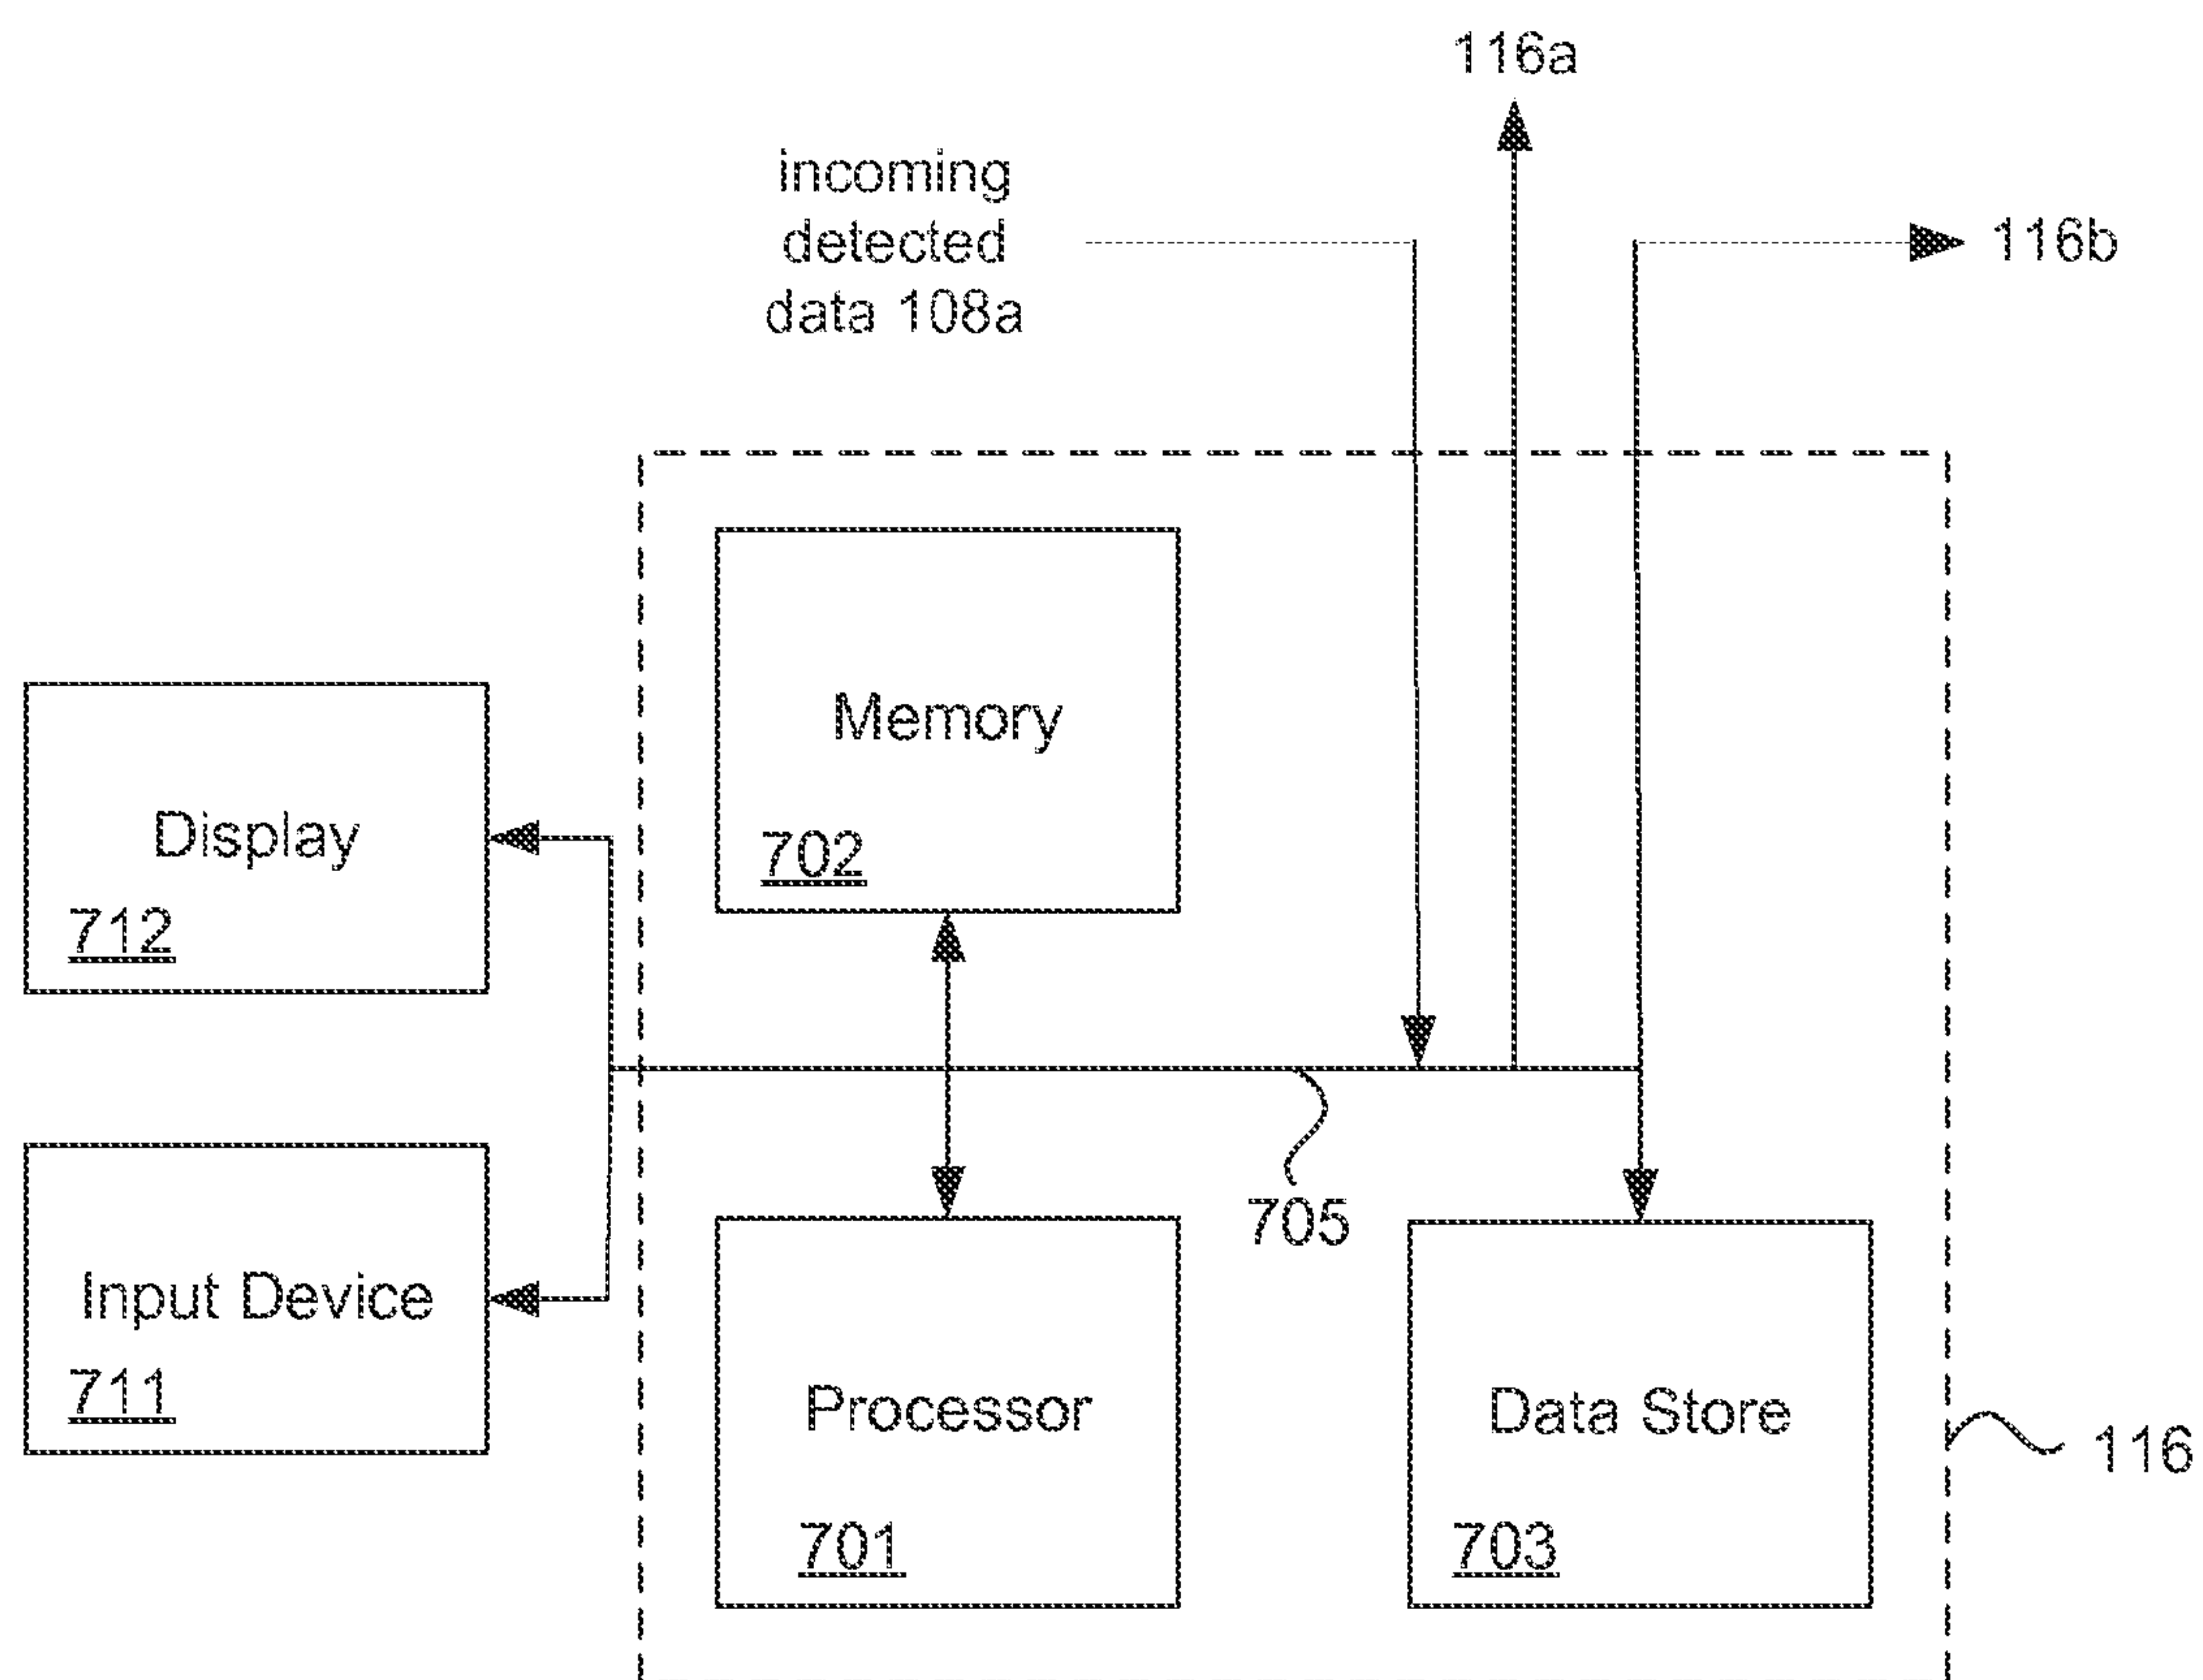 116a
incoming
detected
data 108a
116b
Memory
702
Display
712
705
Input Device
711
Processor
701
Data Store
703
116